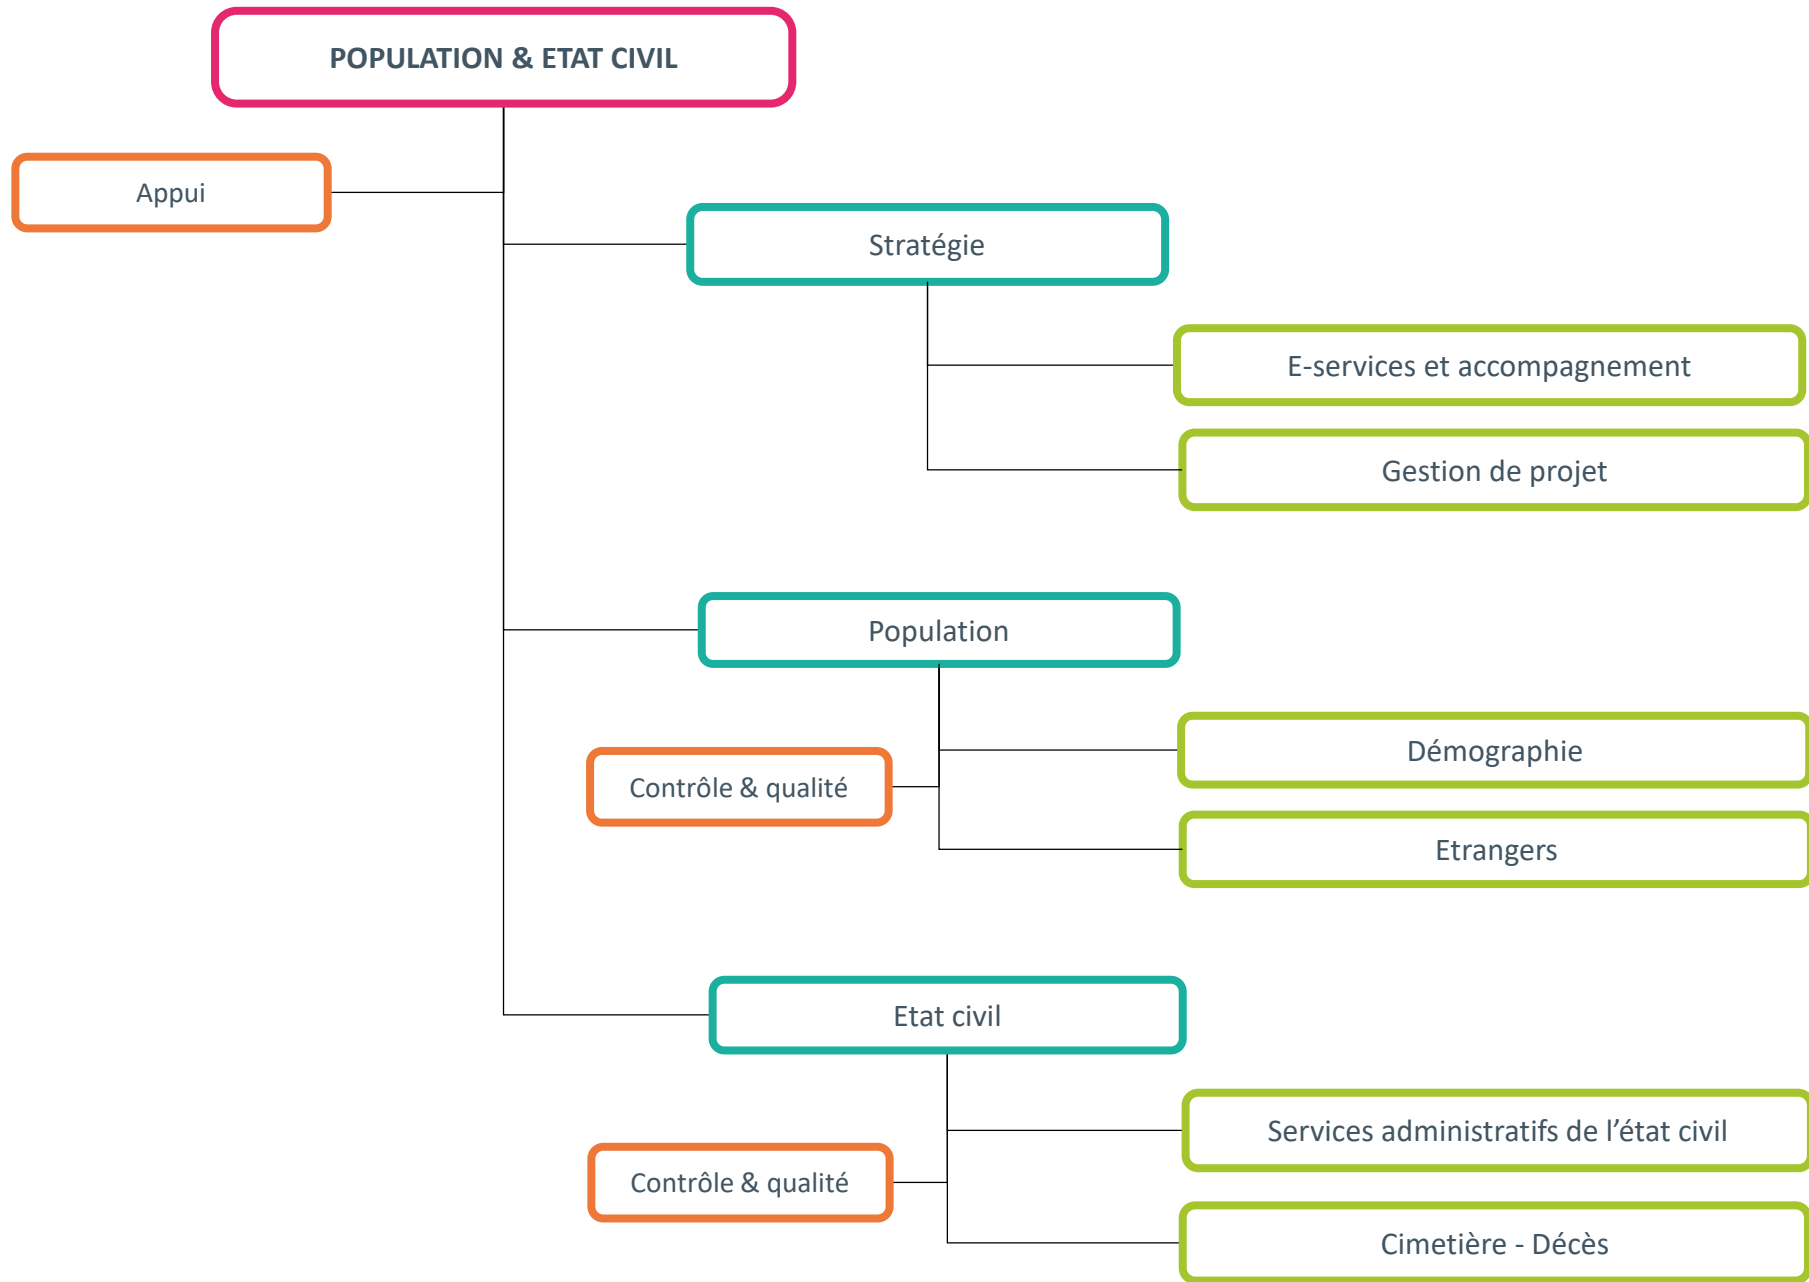 POPULATION & ETAT CIVIL
Appui
Stratégie
E-services et accompagnement
Gestion de projet
Population
Démographie
Contrôle & qualité
Etrangers
Etat civil
Services administratifs de l’état civil
Contrôle & qualité
Cimetière - Décès